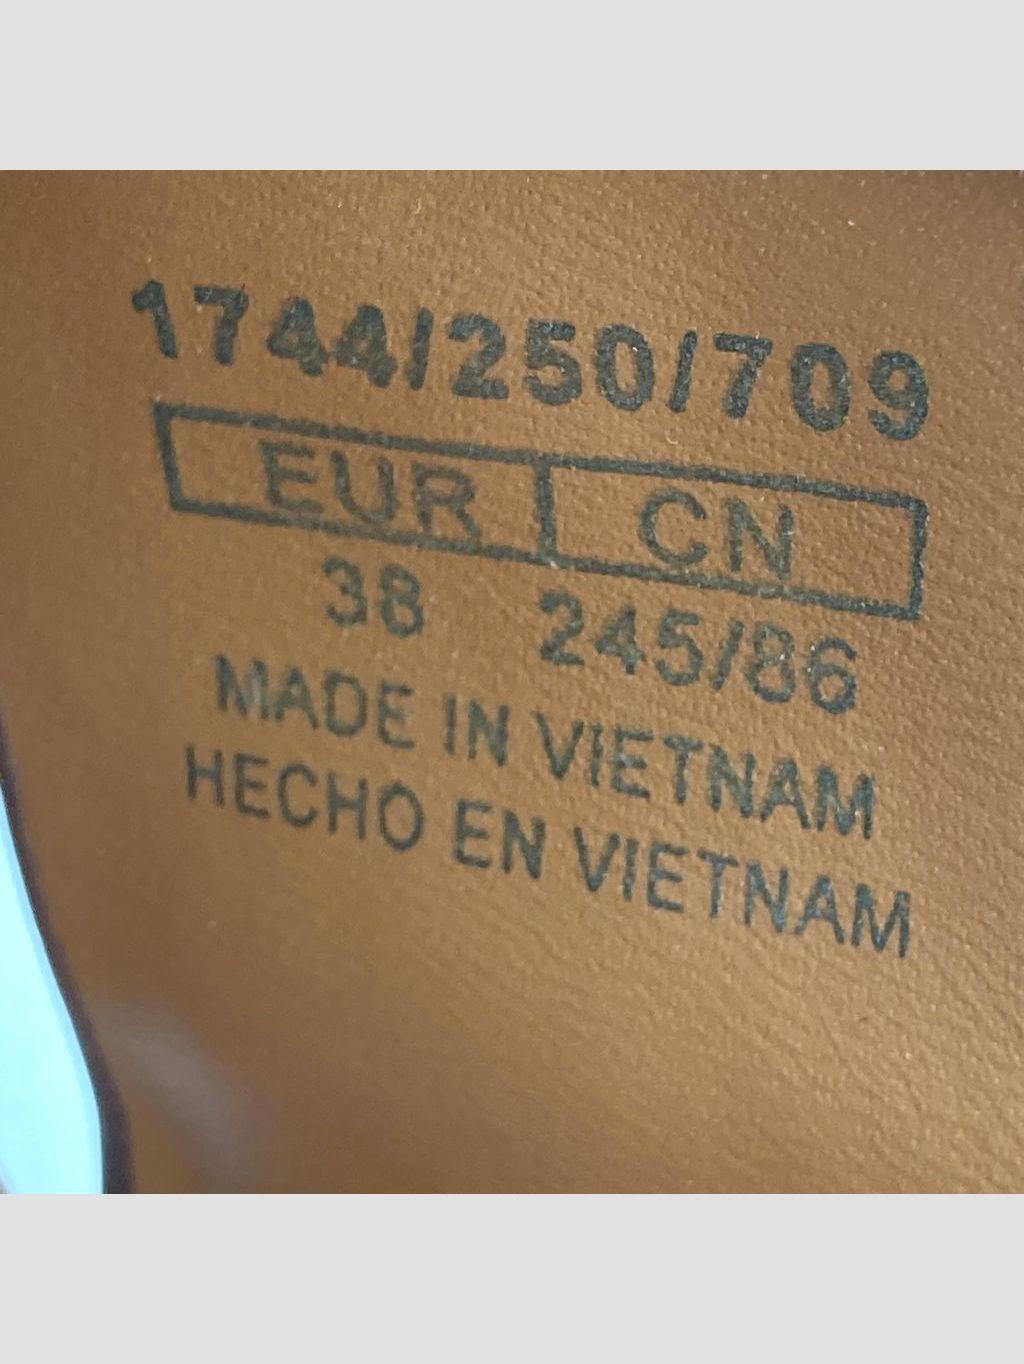 1744/250/709
EUR CN
38 245/86
MADE IN VIETNAM
HECHO EN VIETNAM